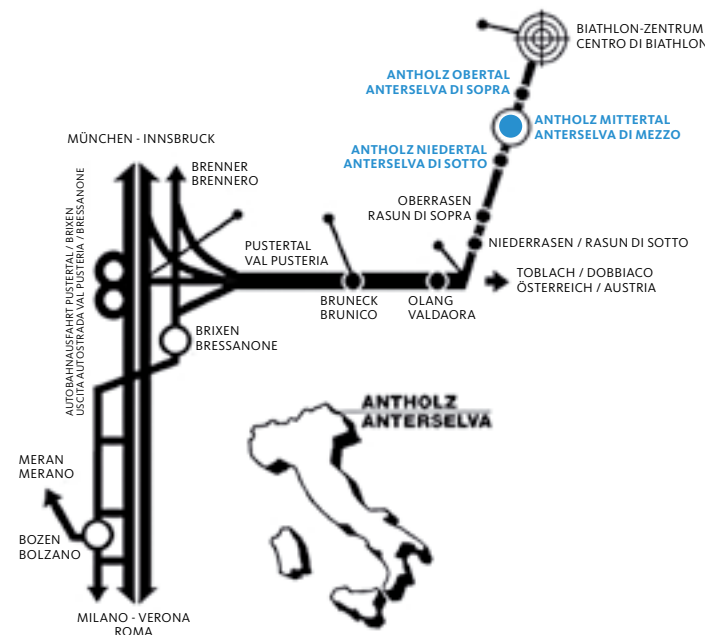 BIATHLON-ZENTRUM
CENTRO DI BIATHLON
ANTHOLZ OBERTAL
ANTERSELVA DI SOPRA
ANTHOLZ MITTERTAL
ANTERSELVA DI MEZZO
MÜNCHEN - INNSBRUCK
ANTHOLZ NIEDERTAL
ANTERSELVA DI SOTTO
BRENNER
BRENNERO
AUTOBAHNAUSFAHRT PUSTERTAL / BRIXEN
USCITA AUTOSTRADA VAL PUSTERIA / BRESSANONE
OBERRASEN
RASUN DI SOPRA
PUSTERTAL
VAL PUSTERIA
NIEDERRASEN / RASUN DI SOTTO
TOBLACH / DOBBIACO
ÖSTERREICH / AUSTRIA
BRUNECK
BRUNICO
OLANG
VALDAORA
BRIXEN
BRESSANONE
ANTHOLZ
ANTERSELVA
MERAN
MERANO
BOZEN
BOLZANO
MILANO - VERONA
ROMA